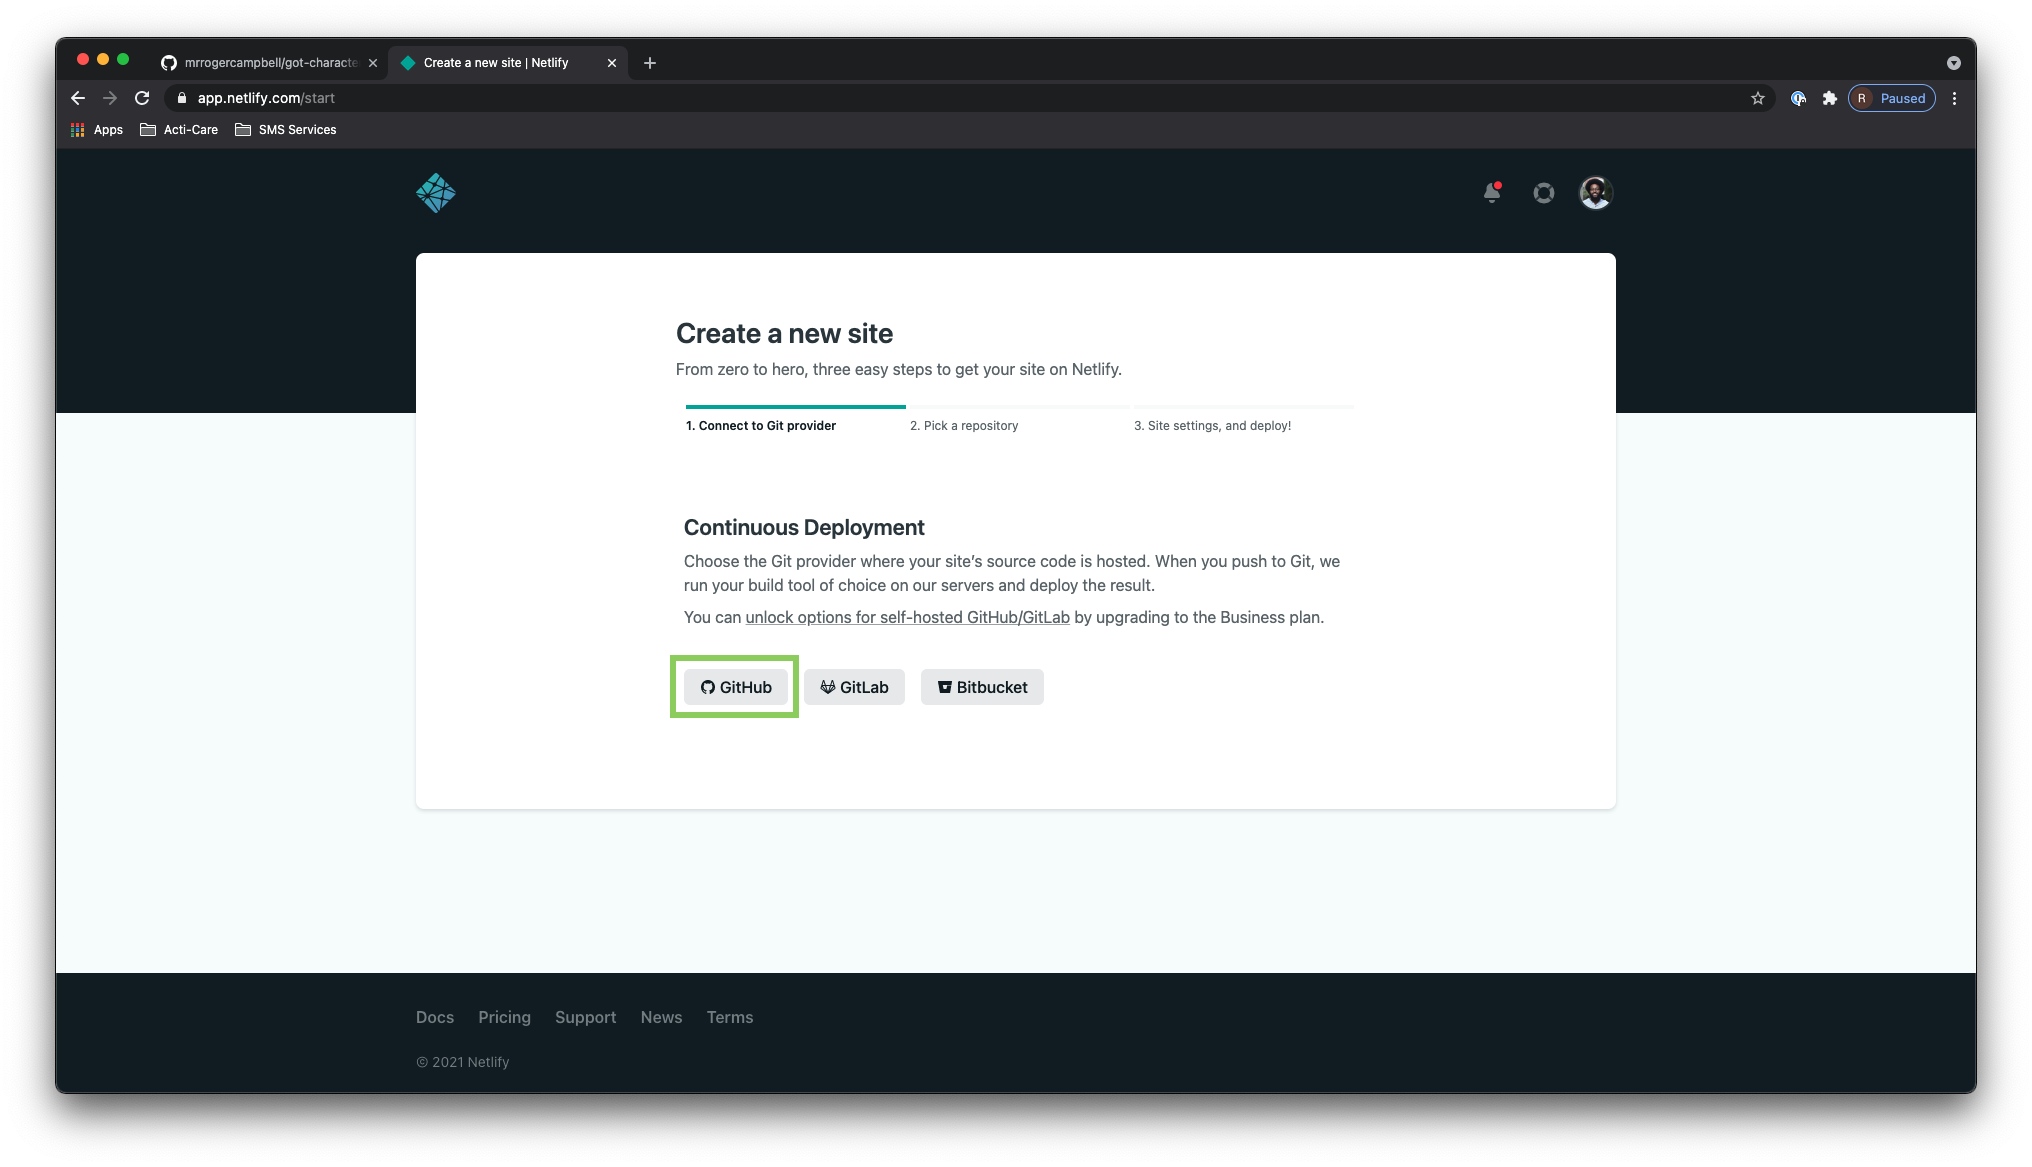 mrrogercampbell/got-characte
Create a new site | Netlify
app.netlify.com/start
R Paused
Apps Acti-Care SMS Services
Create a new site
From zero to hero, three easy steps to get your site on Netlify.
1. Connect to Git provider 2. Pick a repository 3. Site settings, and deploy!
Continuous Deployment
Choose the Git provider where your site’s source code is hosted. When you push to Git, we
run your build tool of choice on our servers and deploy the result.
You can unlock options for self-hosted GitHub/GitLab by upgrading to the Business plan.
GitHub GitLab Bitbucket
Docs Pricing Support News Terms
© 2021 Netlify